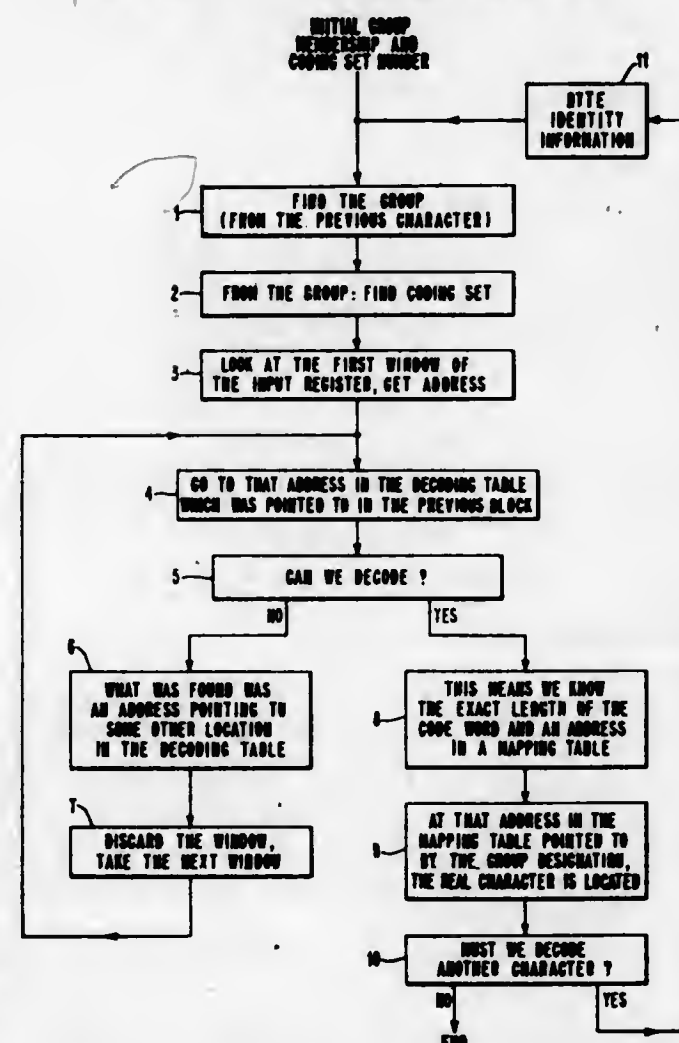 INITIAL GROUP
MEMBERSHIP AND
CODING SET NUMBER
11
BYTE
IDENTITY
INFORMATION
1
FIND THE GROUP
(FROM THE PREVIOUS CHARACTER)
2
FROM THE GROUP: FIND CODING SET
3
LOOK AT THE FIRST WINDOW OF
THE INPUT REGISTER, GET ADDRESS
4
GO TO THAT ADDRESS IN THE DECODING TABLE
WHICH WAS POINTED TO IN THE PREVIOUS BLOCK
5
CAN WE DECODE ?
NO
YES
6
WHAT WAS FOUND WAS
AN ADDRESS POINTING TO
SOME OTHER LOCATION
IN THE DECODING TABLE
8
THIS MEANS WE KNOW
THE EXACT LENGTH OF THE
CODE WORD AND AN ADDRESS
IN A MAPPING TABLE
7
DISCARD THE WINDOW,
TAKE THE NEXT WINDOW
9
AT THAT ADDRESS IN THE
MAPPING TABLE POINTED TO
BY THE GROUP DESIGNATION,
THE REAL CHARACTER IS LOCATED
10
MUST WE DECODE
ANOTHER CHARACTER ?
NO
YES
END